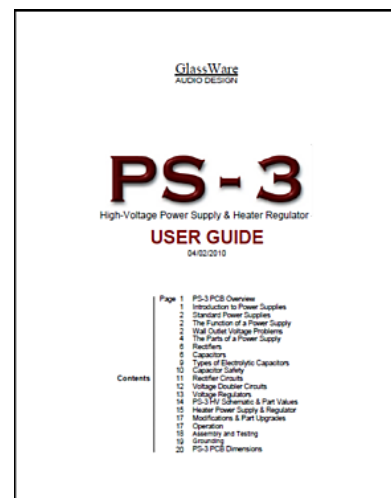 GlassWare
AUDIO DESIGN
PS-3
High-Voltage Power Supply & Heater Regulator
USER GUIDE
04/02/2010
Contents
Page 1 PS-3 PCB Overview
1 Introduction to Power Supplies
2 Standard Power Supplies
2 The Function of a Power Supply
2 Wall Outlet Voltage Problems
4 The Parts of a Power Supply
6 Rectifiers
6 Capacitors
9 Types of Electrolytic Capacitors
10 Capacitor Safety
11 Rectifier Circuits
12 Voltage Doubler Circuits
13 Voltage Regulators
14 PS-3 HV Schematic & Part Values
15 Heater Power Supply & Regulator
17 Modifications & Part Upgrades
17 Operation
18 Assembly and Testing
19 Grounding
20 PS-3 PCB Dimensions